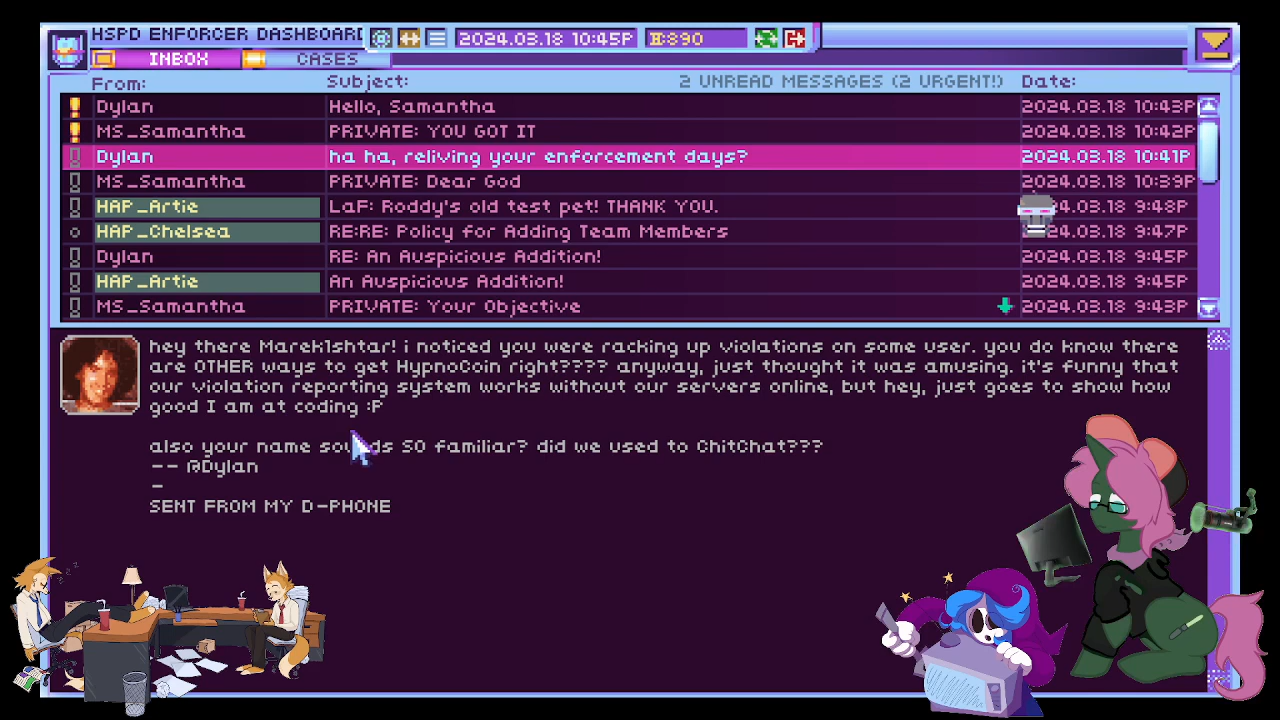 HSPD ENFORCER DASHBOARD
2024.03.18 10:45P
890
INBOX
CASES
From:
Subject:
2 UNREAD MESSAGES (2 URGENT!)
Date:
Dylan Hello, Samantha 2024.03.18 10:43P
MS_Samantha PRIVATE: YOU GOT IT 2024.03.18 10:42P
Dylan ha ha, reliving your enforcement days? 2024.03.18 10:41P
MS_Samantha PRIVATE: Dear God 2024.03.18 10:39P
HAP_Artie LaF: Roddy's old test pet! THANK YOU. 24.03.18 9:48P
HAP_Chelsea RE:RE: Policy for Adding Team Members 24.03.18 9:47P
Dylan RE: An Auspicious Addition! 2024.03.18 9:45P
HAP_Artie An Auspicious Addition! 2024.03.18 9:45P
MS_Samantha PRIVATE: Your Objective 2024.03.18 9:43P
hey there Marek1shtar! i noticed you were racking up violations on some user. you do know there
are OTHER ways to get HypnoCoin right???? anyway, just thought it was amusing. it's funny that
our violation reporting system works without our servers online, but hey, just goes to show how
good I am at coding :P
also your name sounds SO familiar? did we used to ChitChat???
-- @Dylan
–
SENT FROM MY D-PHONE